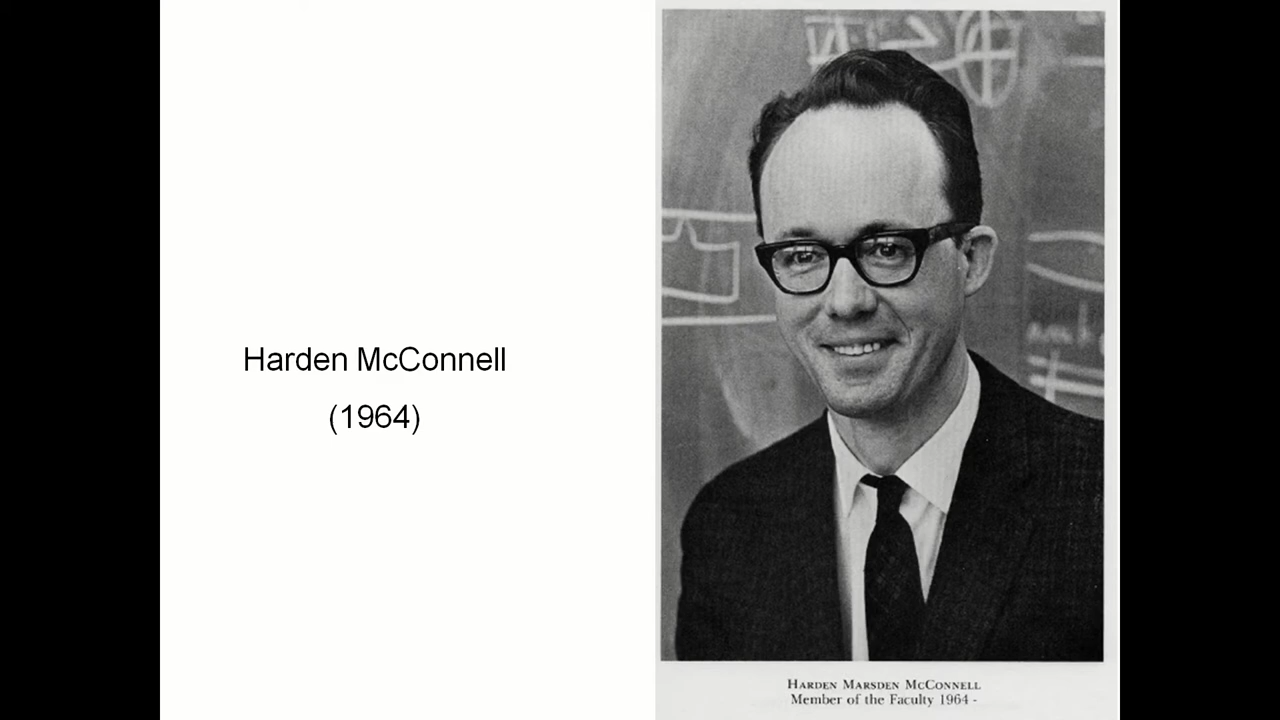 Harden McConnell
(1964)
HARDEN MARSDEN MCCONNELL
Member of the Faculty 1964 -